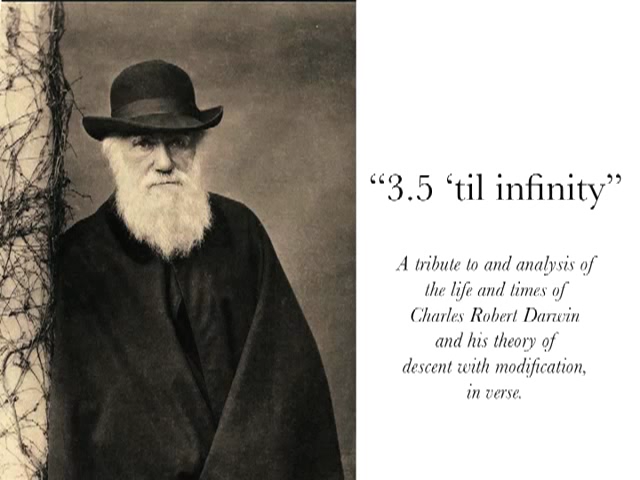 “3.5 ‘til infinity”
A tribute to and analysis of
the life and times of
Charles Robert Darwin
and his theory of
descent with modification,
in verse.